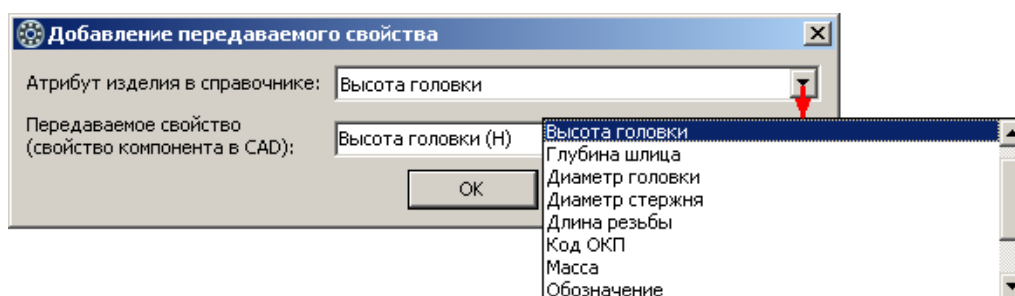 Добавление передаваемого свойства
Атрибут изделия в справочнике: Высота головки
Передаваемое свойство
(свойство компонента в CAD): Высота головки (H)
OK
Высота головки
Глубина шлица
Диаметр головки
Диаметр стержня
Длина резьбы
Код ОКП
Масса
Обозначение